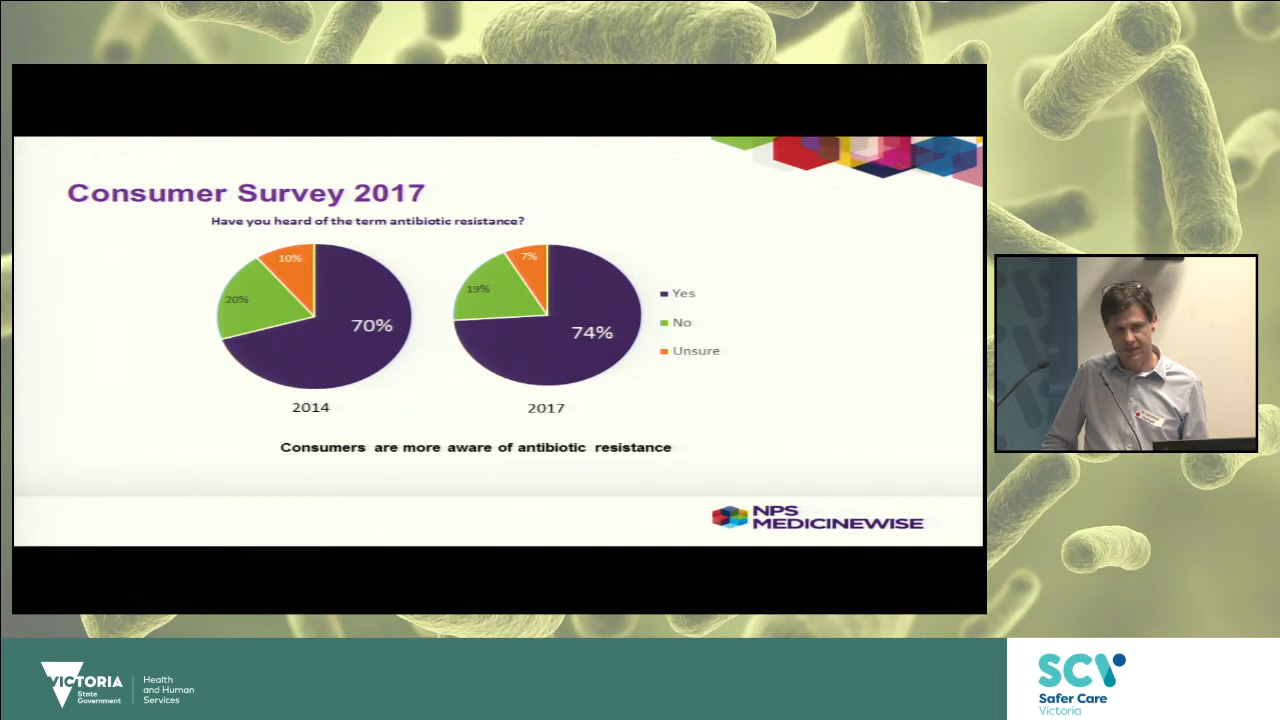 Consumer Survey 2017
Have you heard of the term antibiotic resistance?
10%
20%
70%
7%
19%
74%
Yes
No
Unsure
2014
2017
Consumers are more aware of antibiotic resistance
NPS
MEDICINEWISE
VICTORIA
State
Government
Health
and Human
Services
SCV
Safer Care
Victoria